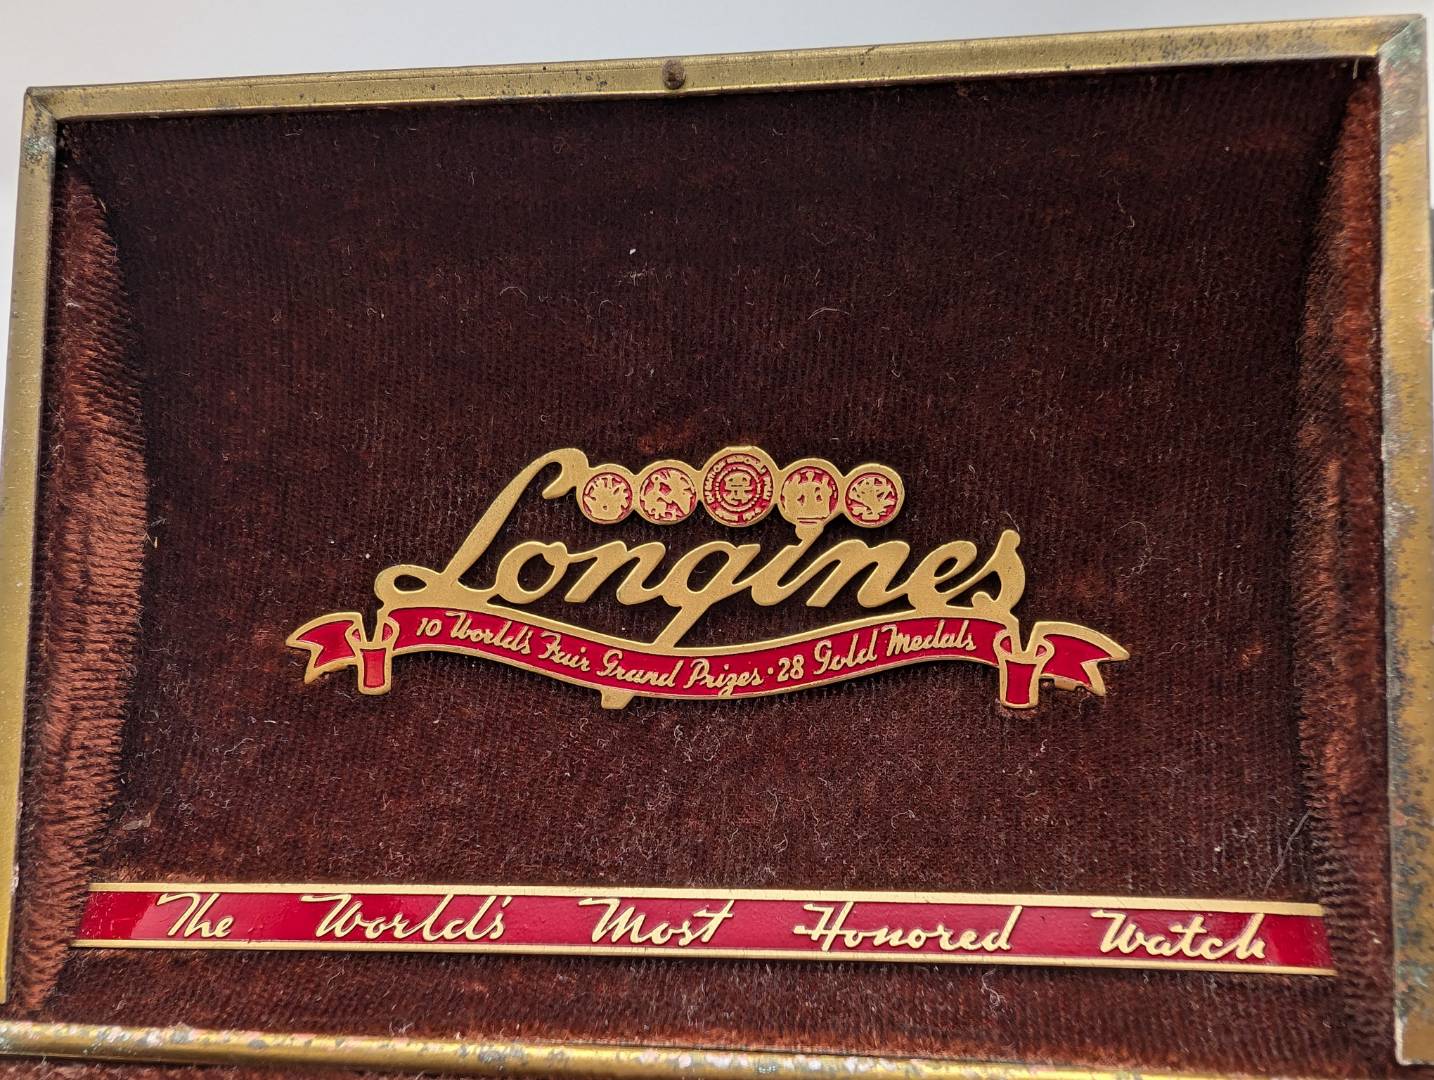 Longines
10 World's Fair Grand Prizes · 28 Gold Medals
The World's Most Honored Watch